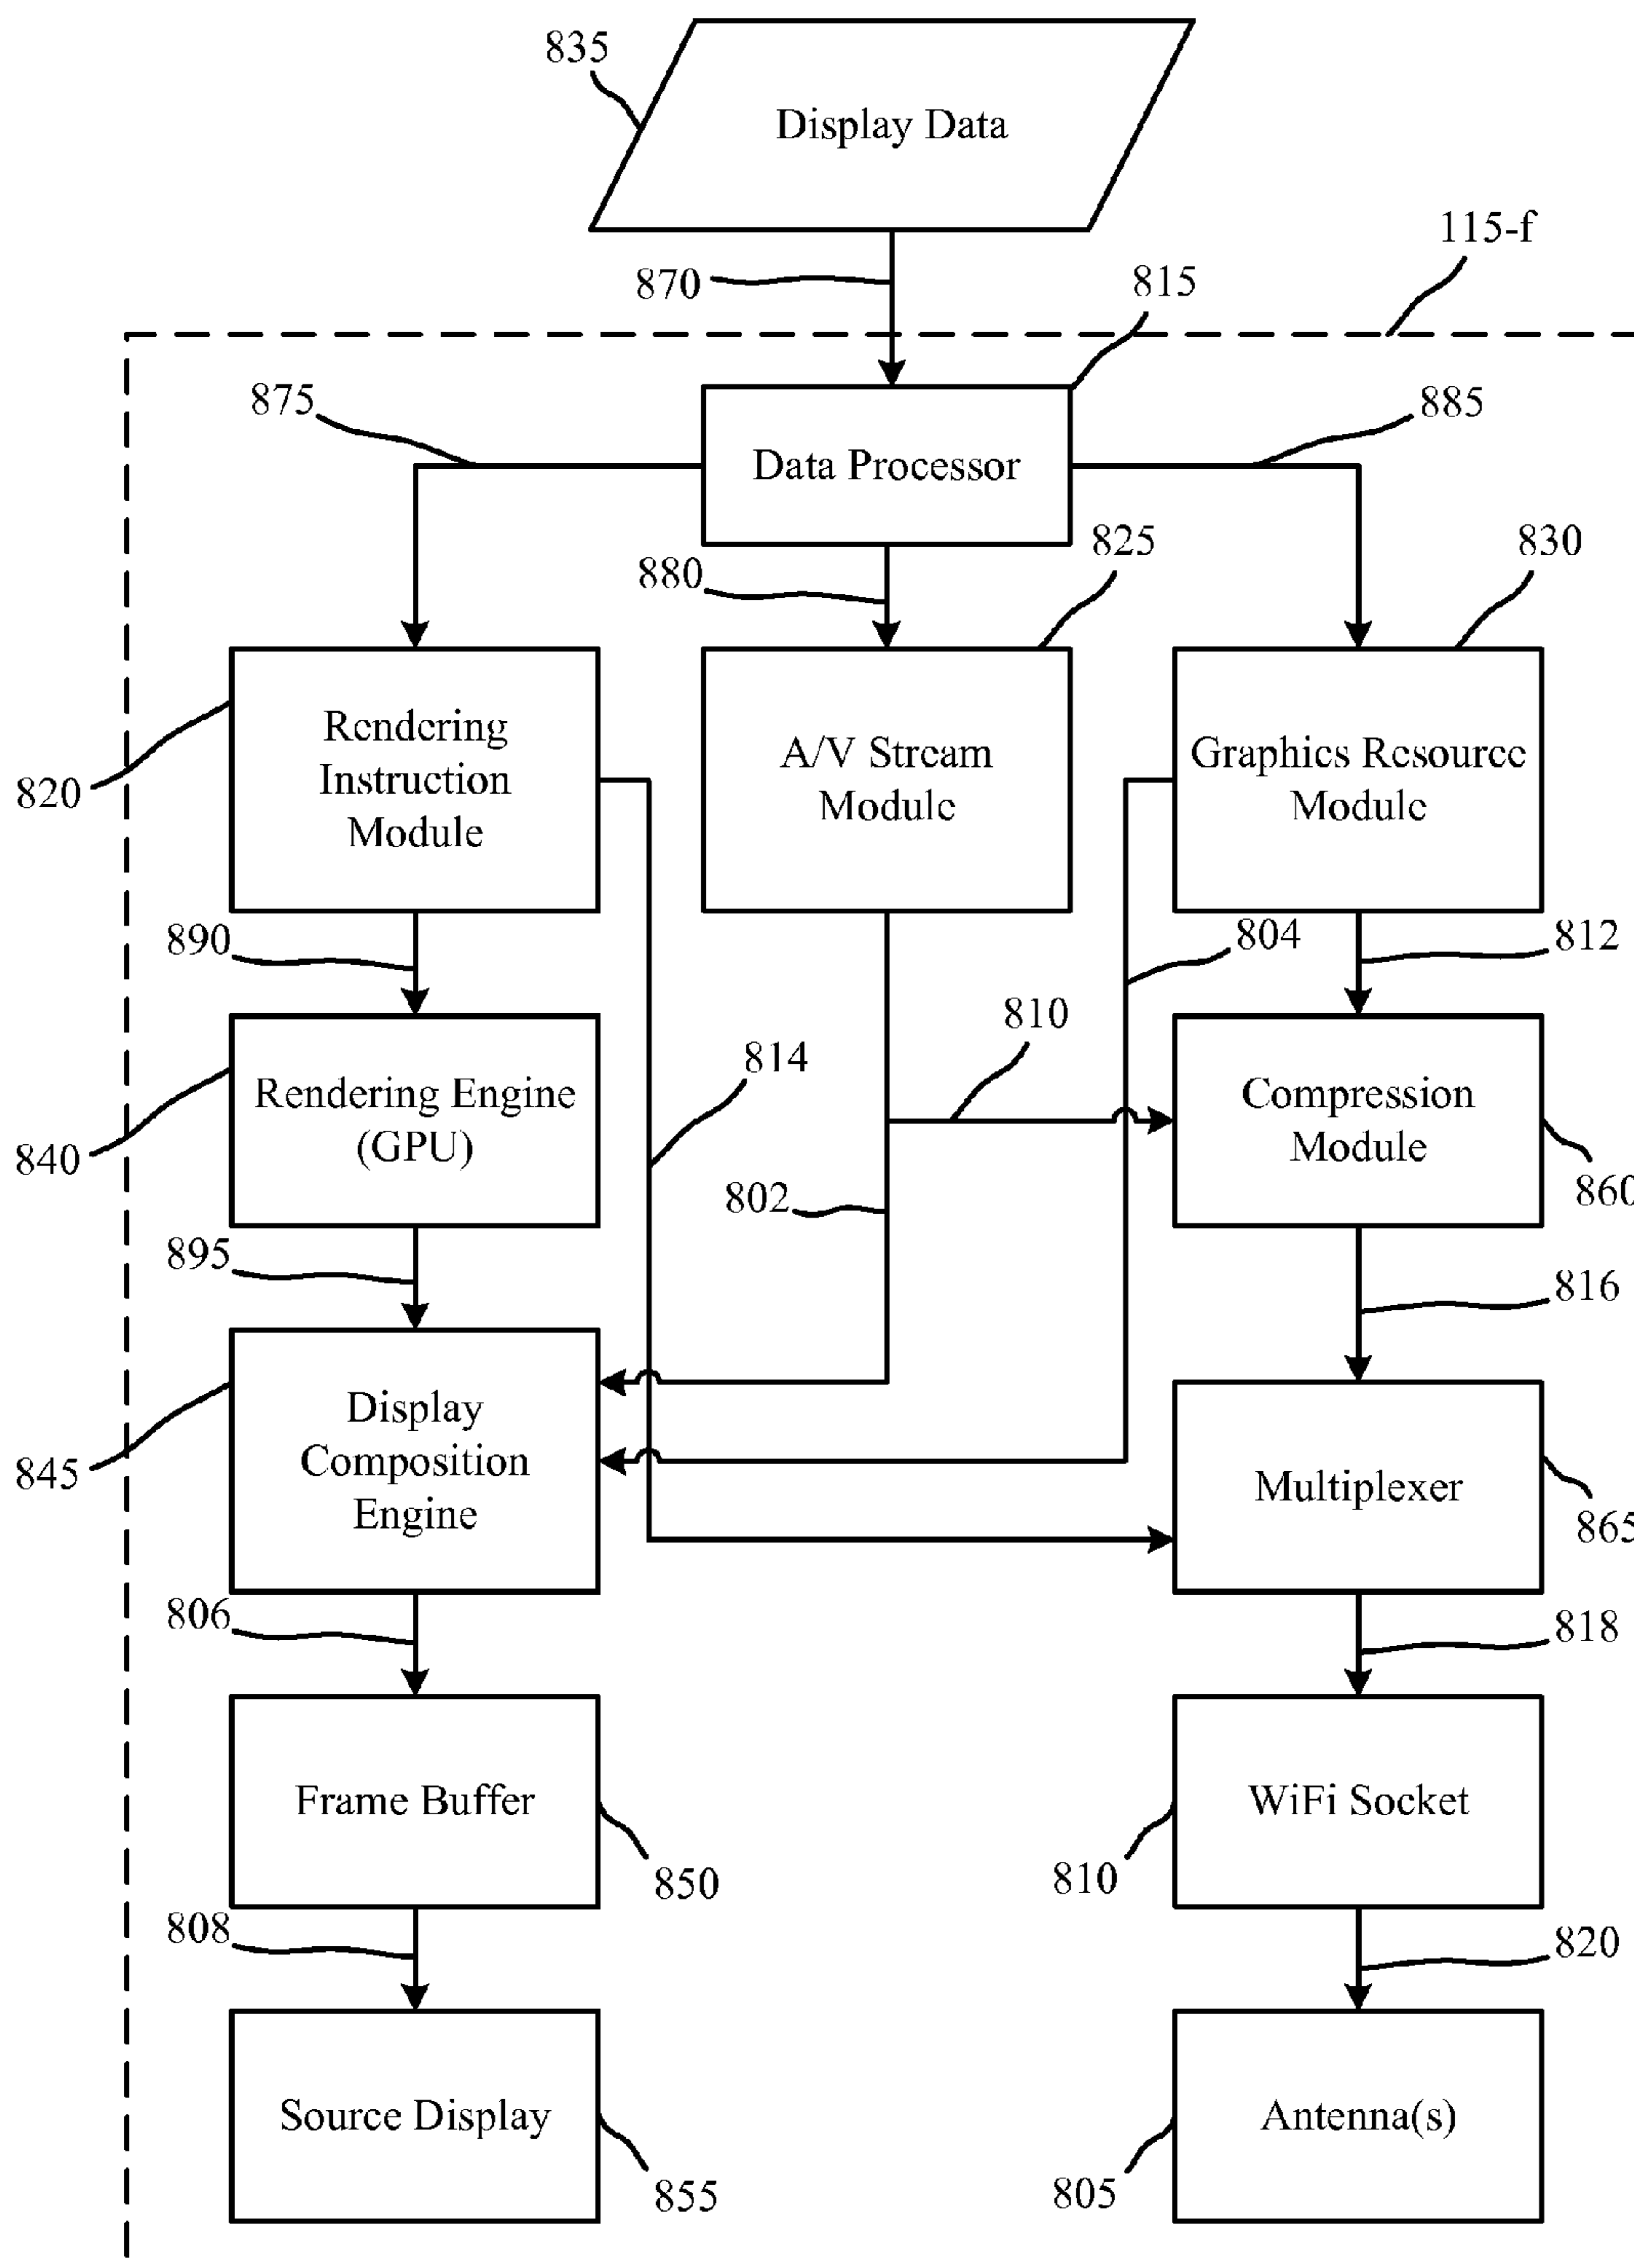 835
Display Data
115-f
870
815
875
885
Data Processor
825
830
880
Rendering
Instruction
Module
A/V Stream
Module
Graphics Resource
Module
820
890
804
812
810
814
Rendering Engine
(GPU)
Compression
Module
840
802
860
895
816
Display
Composition
Engine
845
Multiplexer
865
806
818
Frame Buffer
WiFi Socket
850
810
808
820
Source Display
Antenna(s)
855
805